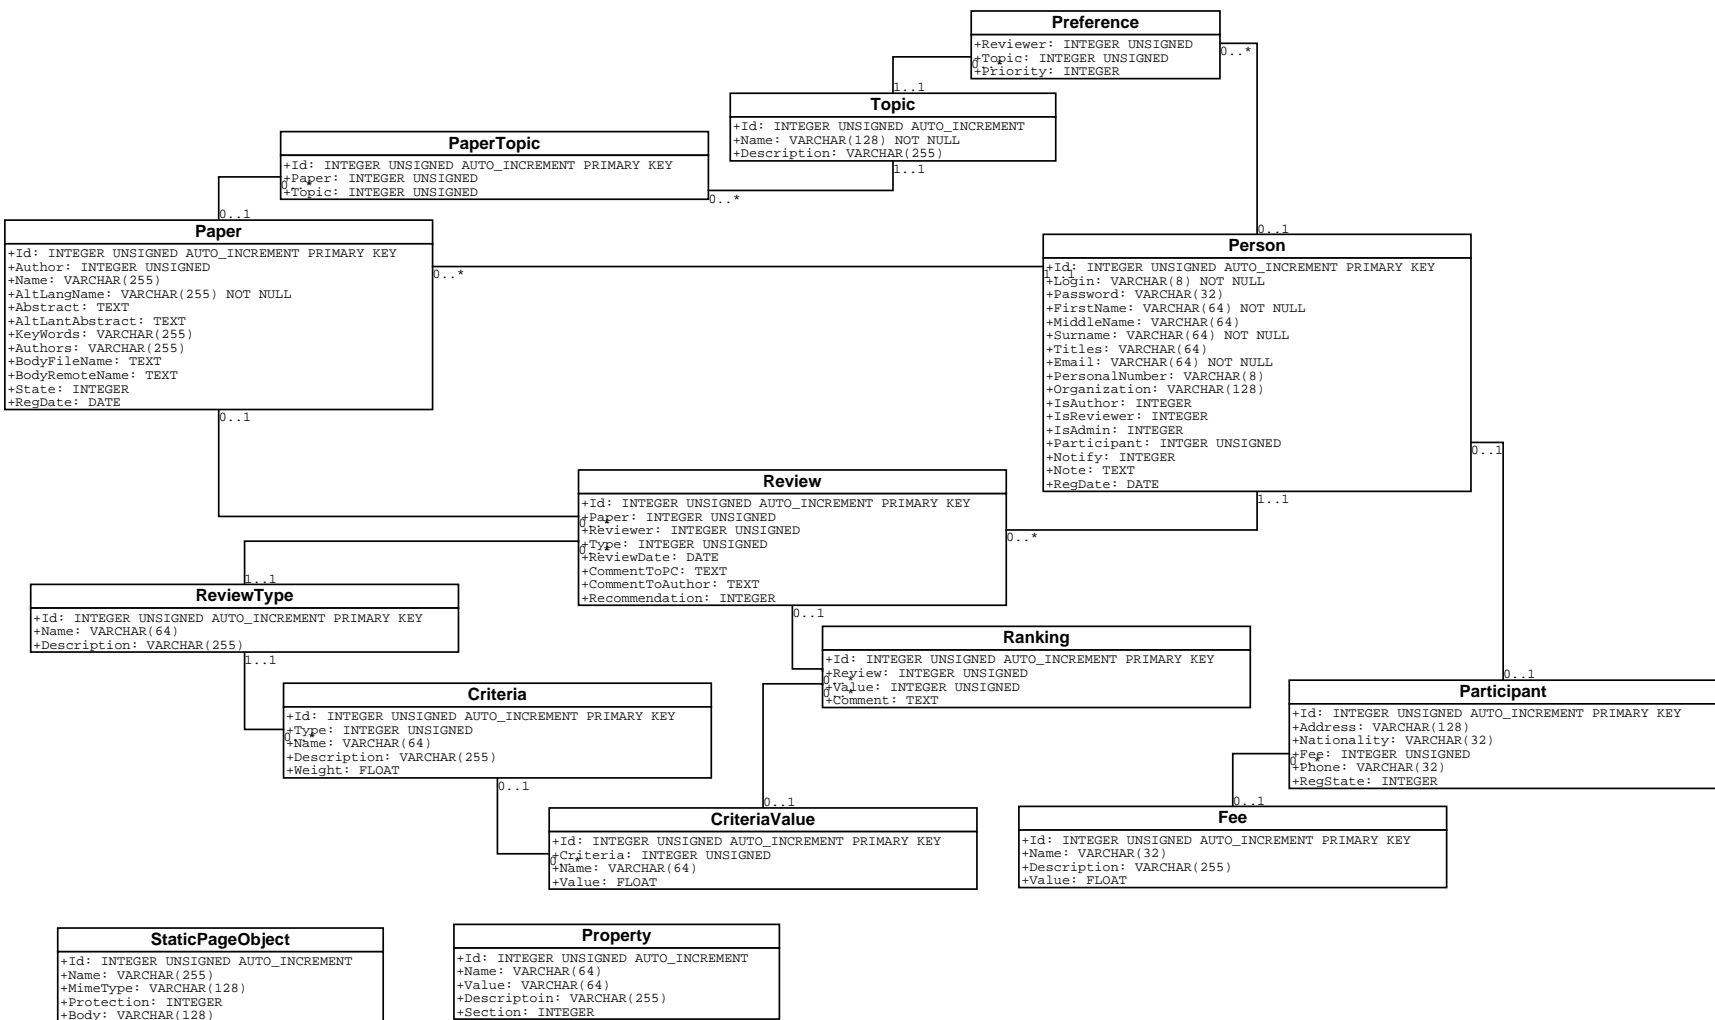 Preference
+Reviewer: INTEGER UNSIGNED
+Topic: INTEGER UNSIGNED
+Priority: INTEGER
0..*
0..*
1..1
Topic
+Id: INTEGER UNSIGNED AUTO_INCREMENT
+Name: VARCHAR(128) NOT NULL
+Description: VARCHAR(255)
1..1
PaperTopic
+Id: INTEGER UNSIGNED AUTO_INCREMENT PRIMARY KEY
+Paper: INTEGER UNSIGNED
+Topic: INTEGER UNSIGNED
0..*
0..*
0..1
Paper
+Id: INTEGER UNSIGNED AUTO_INCREMENT PRIMARY KEY
+Author: INTEGER UNSIGNED
+Name: VARCHAR(255)
+AltLangName: VARCHAR(255) NOT NULL
+Abstract: TEXT
+AltLantAbstract: TEXT
+KeyWords: VARCHAR(255)
+Authors: VARCHAR(255)
+BodyFileName: TEXT
+BodyRemoteName: TEXT
+State: INTEGER
+RegDate: DATE
0..*
0..1
0..1
Person
1..1
+Id: INTEGER UNSIGNED AUTO_INCREMENT PRIMARY KEY
+Login: VARCHAR(8) NOT NULL
+Password: VARCHAR(32)
+FirstName: VARCHAR(64) NOT NULL
+MiddleName: VARCHAR(64)
+Surname: VARCHAR(64) NOT NULL
+Titles: VARCHAR(64)
+Email: VARCHAR(64) NOT NULL
+PersonalNumber: VARCHAR(8)
+Organization: VARCHAR(128)
+IsAuthor: INTEGER
+IsReviewer: INTEGER
+IsAdmin: INTEGER
+Participant: INTGER UNSIGNED
+Notify: INTEGER
+Note: TEXT
+RegDate: DATE
0..1
1..1
Review
+Id: INTEGER UNSIGNED AUTO_INCREMENT PRIMARY KEY
+Paper: INTEGER UNSIGNED
+Reviewer: INTEGER UNSIGNED
+Type: INTEGER UNSIGNED
+ReviewDate: DATE
+CommentToPC: TEXT
+CommentToAuthor: TEXT
+Recommendation: INTEGER
0..*
0..*
0..*
0..1
1..1
ReviewType
+Id: INTEGER UNSIGNED AUTO_INCREMENT PRIMARY KEY
+Name: VARCHAR(64)
+Description: VARCHAR(255)
1..1
Ranking
+Id: INTEGER UNSIGNED AUTO_INCREMENT PRIMARY KEY
+Review: INTEGER UNSIGNED
+Value: INTEGER UNSIGNED
+Comment: TEXT
0..*
0..*
Criteria
+Id: INTEGER UNSIGNED AUTO_INCREMENT PRIMARY KEY
+Type: INTEGER UNSIGNED
+Name: VARCHAR(64)
+Description: VARCHAR(255)
+Weight: FLOAT
0..*
0..1
0..1
Participant
+Id: INTEGER UNSIGNED AUTO_INCREMENT PRIMARY KEY
+Address: VARCHAR(128)
+Nationality: VARCHAR(32)
+Fee: INTEGER UNSIGNED
+Phone: VARCHAR(32)
+RegState: INTEGER
0..*
0..1
CriteriaValue
+Id: INTEGER UNSIGNED AUTO_INCREMENT PRIMARY KEY
+Criteria: INTEGER UNSIGNED
+Name: VARCHAR(64)
+Value: FLOAT
0..*
0..1
Fee
+Id: INTEGER UNSIGNED AUTO_INCREMENT PRIMARY KEY
+Name: VARCHAR(32)
+Description: VARCHAR(255)
+Value: FLOAT
StaticPageObject
+Id: INTEGER UNSIGNED AUTO_INCREMENT
+Name: VARCHAR(255)
+MimeType: VARCHAR(128)
+Protection: INTEGER
+Body: VARCHAR(128)
Property
+Id: INTEGER UNSIGNED AUTO_INCREMENT
+Name: VARCHAR(64)
+Value: VARCHAR(64)
+Descriptoin: VARCHAR(255)
+Section: INTEGER